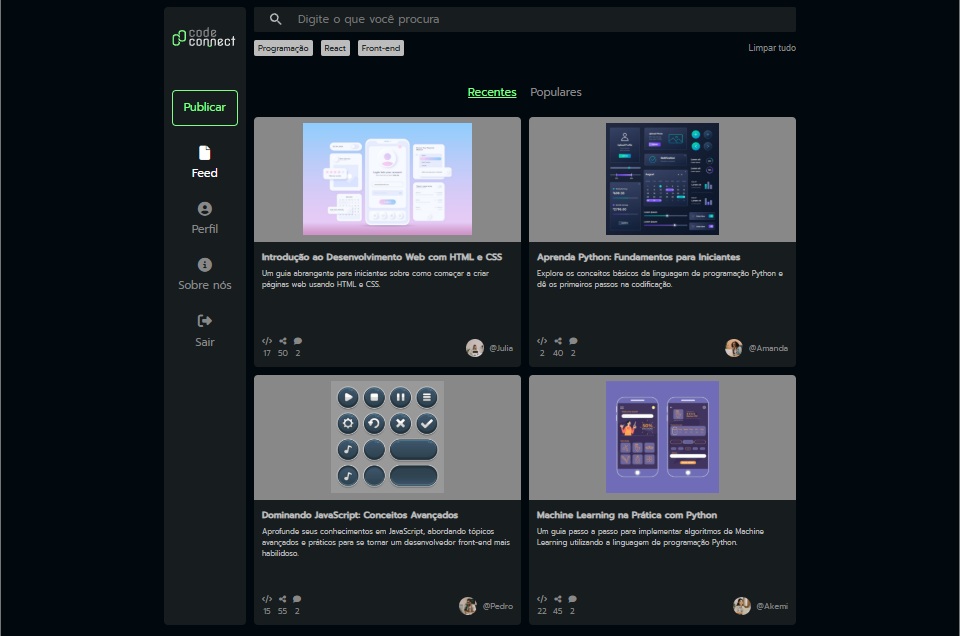 code
connect
Digite o que você procura
Programação
React
Front-end
Limpar tudo
Publicar
Feed
Perfil
Sobre nós
Sair
Recentes
Populares
Introdução ao Desenvolvimento Web com HTML e CSS
Um guia abrangente para iniciantes sobre como começar a criar
páginas web usando HTML e CSS.
17 50 2
@Julia
Aprenda Python: Fundamentos para Iniciantes
Explore os conceitos básicos da linguagem de programação Python e
dê os primeiros passos na codificação.
2 40 2
@Amanda
Dominando JavaScript: Conceitos Avançados
Aprofunde seus conhecimentos em JavaScript, abordando tópicos
avançados e práticos para se tornar um desenvolvedor front-end mais
habilidoso.
15 55 2
@Pedro
Machine Learning na Prática com Python
Um guia passo a passo para implementar algoritmos de Machine
Learning utilizando a linguagem de programação Python.
22 45 2
@Akemi